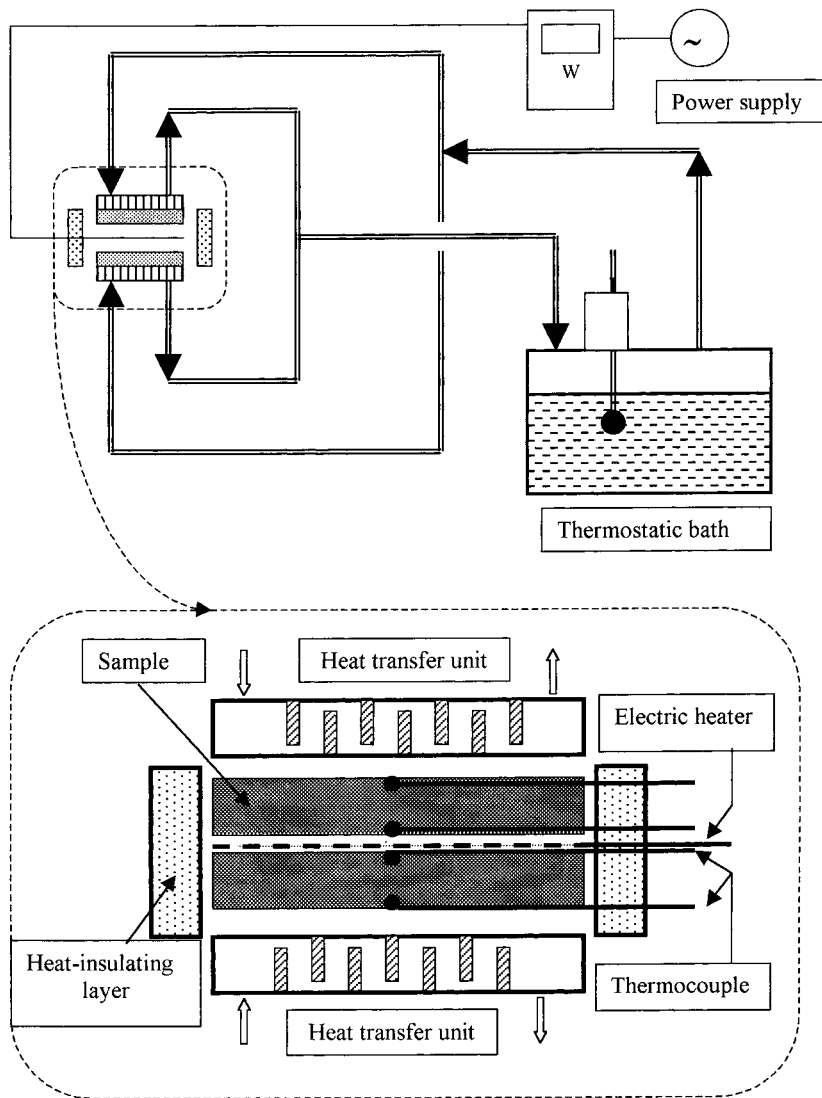 ~
W
Power supply
Thermostatic bath
Sample
Heat transfer unit
Electric heater
Heat-insulating
layer
Thermocouple
Heat transfer unit